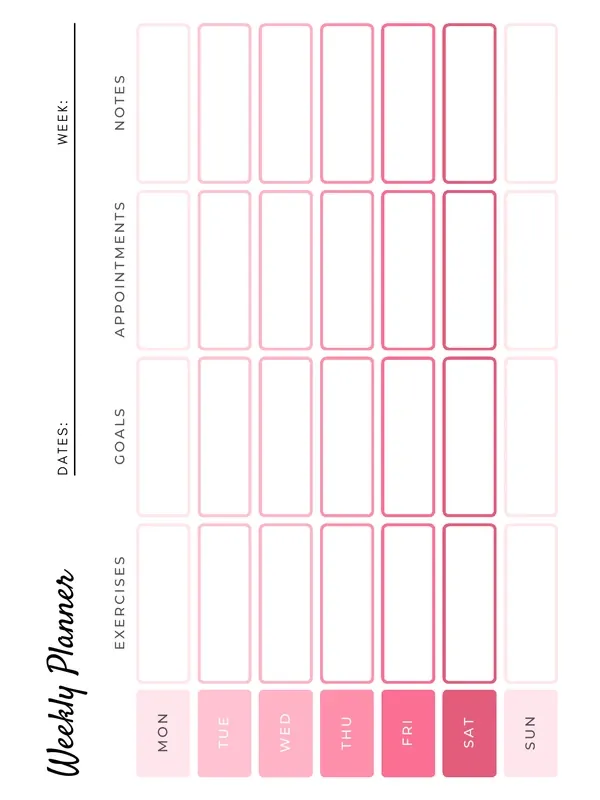 Weekly Planner
DATES: WEEK:
EXERCISES GOALS APPOINTMENTS NOTES
MON
TUE
WED
THU
FRI
SAT
SUN